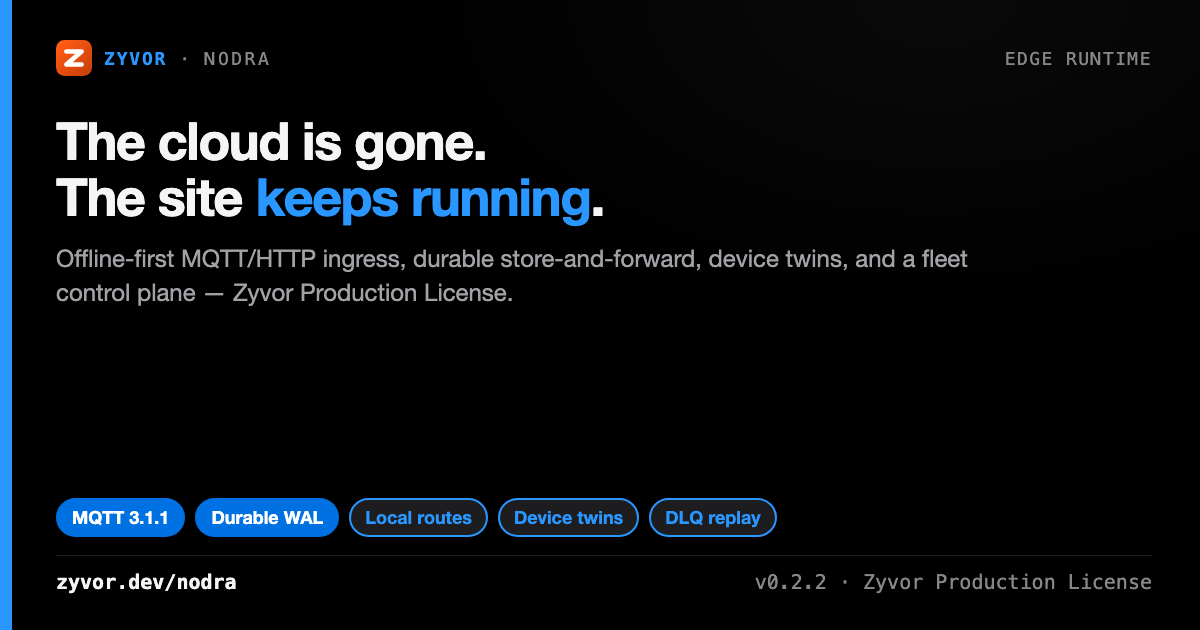 Z ZYVOR · NODRA
EDGE RUNTIME
The cloud is gone.
The site keeps running.
Offline-first MQTT/HTTP ingress, durable store-and-forward, device twins, and a fleet
control plane — Zyvor Production License.
MQTT 3.1.1
Durable WAL
Local routes
Device twins
DLQ replay
zyvor.dev/nodra
v0.2.2 · Zyvor Production License